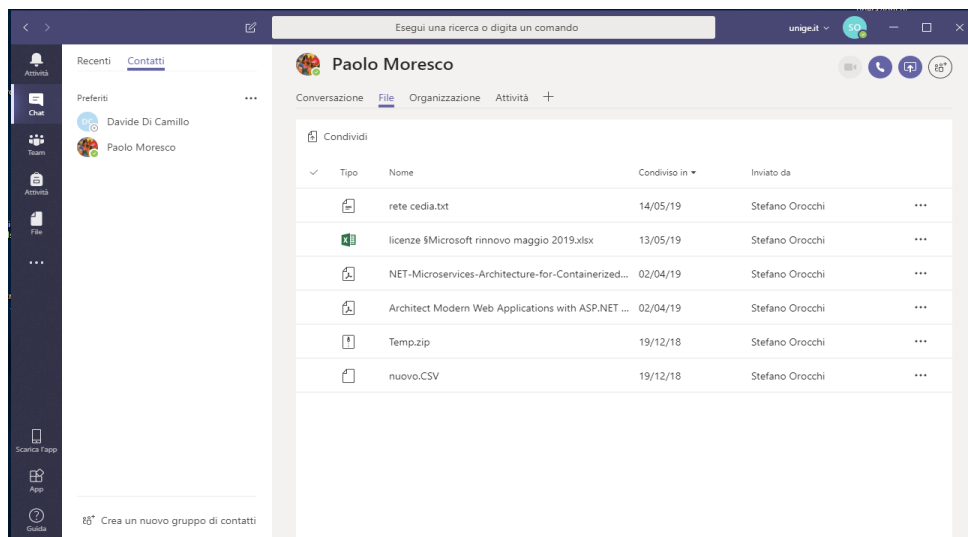 Esegui una ricerca o digita un comando
unige.it
SO
Attività
Chat
Team
Attività
File
Scarica l'app
App
Guida
Recenti Contatti
Preferiti
Davide Di Camillo
Paolo Moresco
Crea un nuovo gruppo di contatti
Paolo Moresco
Conversazione File Organizzazione Attività
Condividi
Tipo Nome Condiviso in Inviato da
rete cedia.txt 14/05/19 Stefano Orocchi
licenze §Microsoft rinnovo maggio 2019.xlsx 13/05/19 Stefano Orocchi
NET-Microservices-Architecture-for-Containerized... 02/04/19 Stefano Orocchi
Architect Modern Web Applications with ASP.NET ... 02/04/19 Stefano Orocchi
Temp.zip 19/12/18 Stefano Orocchi
nuovo.CSV 19/12/18 Stefano Orocchi